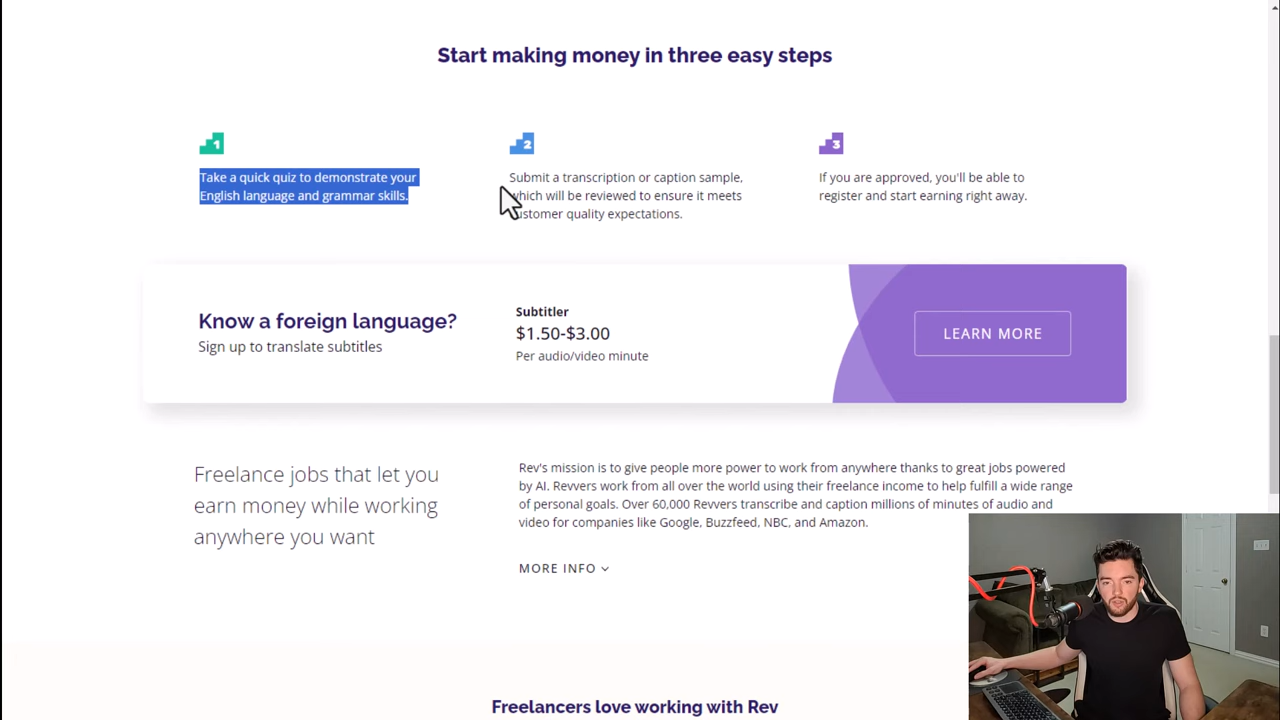 Start making money in three easy steps
1
Take a quick quiz to demonstrate your
English language and grammar skills.
2
Submit a transcription or caption sample,
which will be reviewed to ensure it meets
customer quality expectations.
3
If you are approved, you'll be able to
register and start earning right away.
Know a foreign language?
Sign up to translate subtitles
Subtitler
$1.50-$3.00
Per audio/video minute
LEARN MORE
Freelance jobs that let you
earn money while working
anywhere you want
Rev's mission is to give people more power to work from anywhere thanks to great jobs powered
by AI. Revvers work from all over the world using their freelance income to help fulfill a wide range
of personal goals. Over 60,000 Revvers transcribe and caption millions of minutes of audio and
video for companies like Google, Buzzfeed, NBC, and Amazon.
MORE INFO
Freelancers love working with Rev